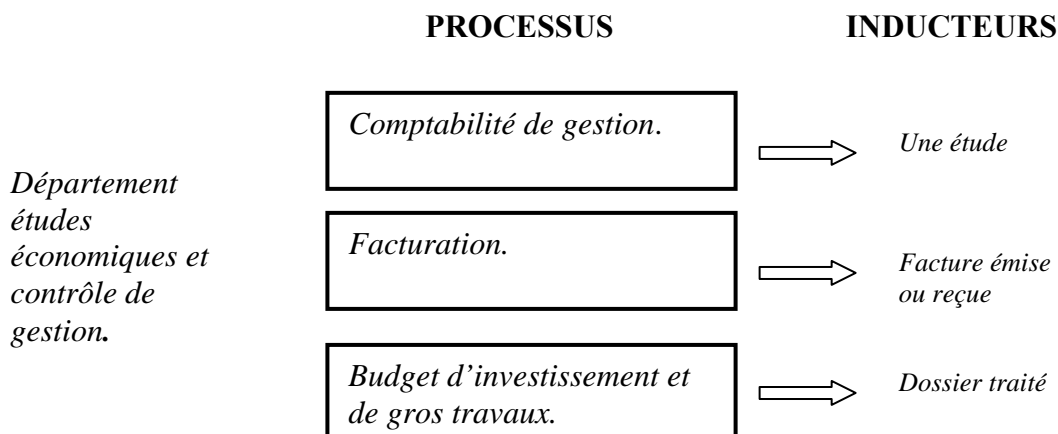 PROCESSUS
INDUCTEURS
Département
études
économiques et
contrôle de
gestion.
Comptabilité de gestion.
Une étude
Facturation.
Facture émise
ou reçue
Budget d’investissement et
de gros travaux.
Dossier traité